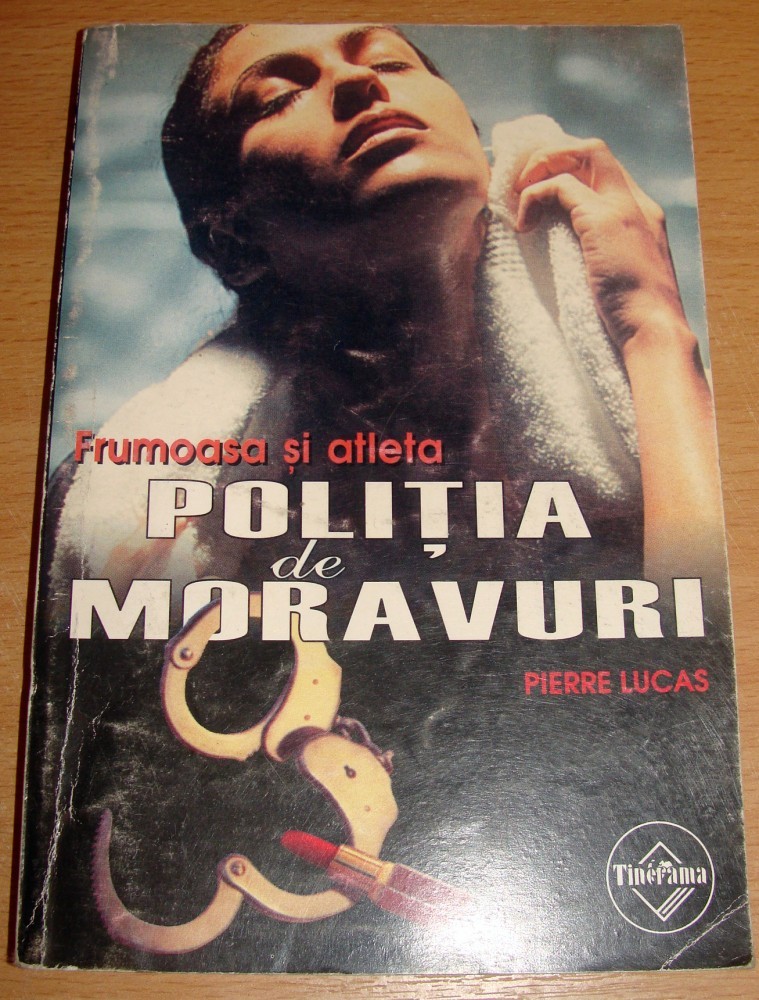 Frumoasa și atleta
POLIȚIA
de
MORAVURI
PIERRE LUCAS
Tinerama